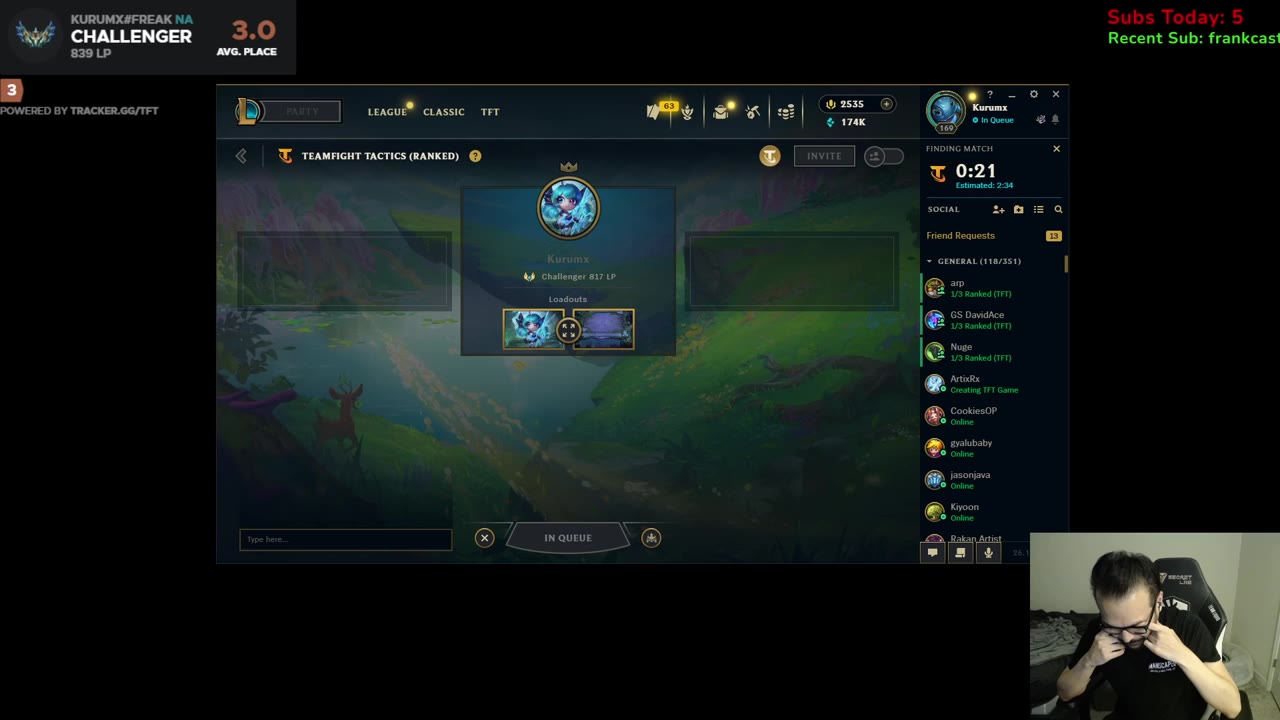 KURUMX#FREAK NA
CHALLENGER
839 LP
3.0
AVG. PLACE
3
POWERED BY TRACKER.GG/TFT
Subs Today: 5
Recent Sub: frankcast
PARTY
LEAGUE
CLASSIC
TFT
63
2535
174K
169
Kurumx
In Queue
TEAMFIGHT TACTICS (RANKED)
INVITE
FINDING MATCH
0:21
Estimated: 2:34
SOCIAL
Friend Requests
13
GENERAL (118/351)
arp
1/3 Ranked (TFT)
GS DavidAce
1/3 Ranked (TFT)
Nuge
1/3 Ranked (TFT)
ArtixRx
Creating TFT Game
CookiesOP
Online
gyalubaby
Online
jasonjava
Online
Kiyoon
Online
Rakan Artist
Kurumx
Challenger 817 LP
Loadouts
Type here...
IN QUEUE
SECRET LAB